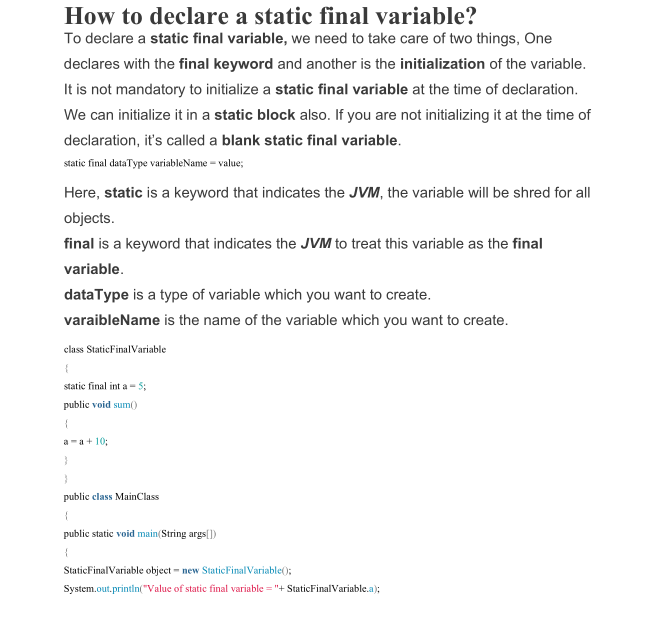 How to declare a static final variable?
To declare a static final variable, we need to take care of two things, One
declares with the final keyword and another is the initialization of the variable.
It is not mandatory to initialize a static final variable at the time of declaration.
We can initialize it in a static block also. If you are not initializing it at the time of
declaration, it’s called a blank static final variable.
static final dataType variableName = value;
Here, static is a keyword that indicates the JVM, the variable will be shred for all
objects.
final is a keyword that indicates the JVM to treat this variable as the final
variable.
dataType is a type of variable which you want to create.
varaibleName is the name of the variable which you want to create.
class StaticFinalVariable
{
static final int a = 5;
public void sum()
{
a = a + 10;
}
}
public class MainClass
{
public static void main(String args[])
{
StaticFinalVariable object = new StaticFinalVariable();
System.out.println("Value of static final variable = "+ StaticFinalVariable.a);